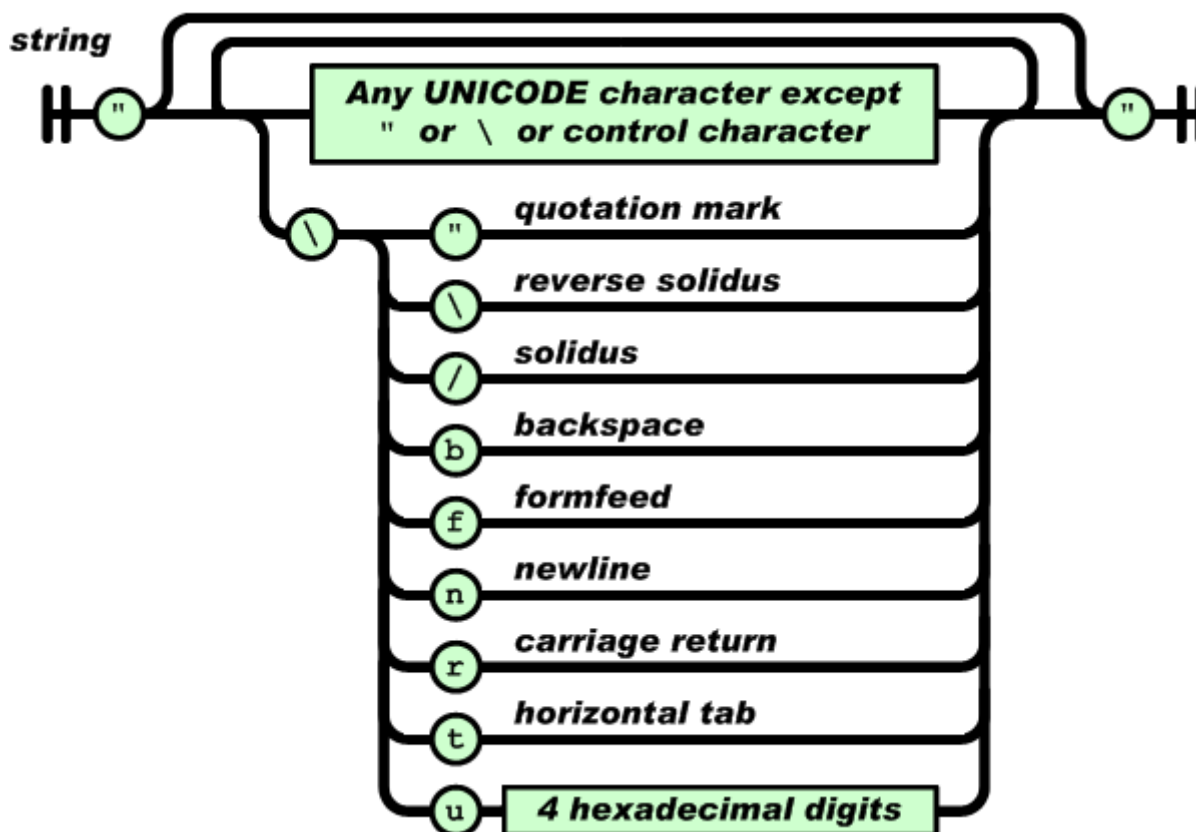 string
" Any UNICODE character except "
" or \ or control character
\ " quotation mark
\ reverse solidus
/ solidus
b backspace
f formfeed
n newline
r carriage return
t horizontal tab
u 4 hexadecimal digits